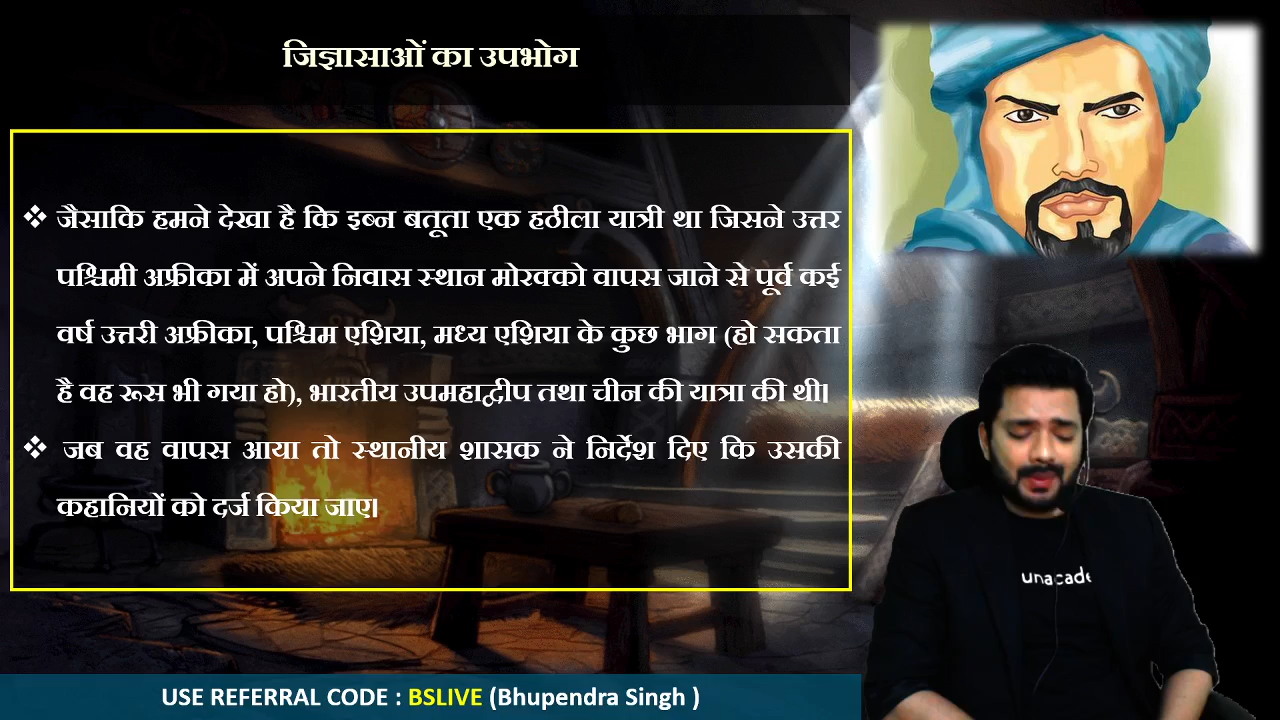 जिज्ञासाओं का उपभोग
❖ जैसाकि हमने देखा है कि इब्न बतूता एक हठीला यात्री था जिसने उत्तर
पश्चिमी अफ्रीका में अपने निवास स्थान मोरक्को वापस जाने से पूर्व कई
वर्ष उत्तरी अफ्रीका, पश्चिम एशिया, मध्य एशिया के कुछ भाग (हो सकता
है वह रूस भी गया हो), भारतीय उपमहाद्वीप तथा चीन की यात्रा की थी।
❖ जब वह वापस आया तो स्थानीय शासक ने निर्देश दिए कि उसकी
कहानियों को दर्ज किया जाए।
unacade
USE REFERRAL CODE : BSLIVE (Bhupendra Singh )